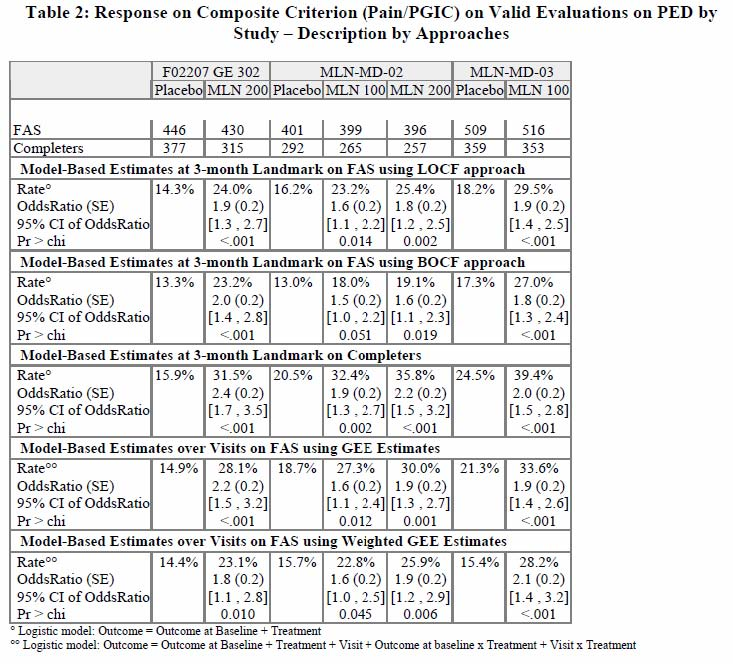 Table 2: Response on Composite Criterion (Pain/PGIC) on Valid Evaluations on PED by
Study – Description by Approaches
F02207 GE 302 MLN-MD-02 MLN-MD-03
Placebo MLN 200 Placebo MLN 100 MLN 200 Placebo MLN 100
FAS 446 430 401 399 396 509 516
Completers 377 315 292 265 257 359 353
Model-Based Estimates at 3-month Landmark on FAS using LOCF approach
Rate° 14.3% 24.0% 16.2% 23.2% 25.4% 18.2% 29.5%
OddsRatio (SE) 1.9 (0.2) 1.6 (0.2) 1.8 (0.2) 1.9 (0.2)
95% CI of OddsRatio [1.3 , 2.7] [1.1 , 2.2] [1.2 , 2.5] [1.4 , 2.5]
Pr > chi <.001 0.014 0.002 <.001
Model-Based Estimates at 3-month Landmark on FAS using BOCF approach
Rate° 13.3% 23.2% 13.0% 18.0% 19.1% 17.3% 27.0%
OddsRatio (SE) 2.0 (0.2) 1.5 (0.2) 1.6 (0.2) 1.8 (0.2)
95% CI of OddsRatio [1.4 , 2.8] [1.0 , 2.2] [1.1 , 2.3] [1.3 , 2.4]
Pr > chi <.001 0.051 0.019 <.001
Model-Based Estimates at 3-month Landmark on Completers
Rate° 15.9% 31.5% 20.5% 32.4% 35.8% 24.5% 39.4%
OddsRatio (SE) 2.4 (0.2) 1.9 (0.2) 2.2 (0.2) 2.0 (0.2)
95% CI of OddsRatio [1.7 , 3.5] [1.3 , 2.7] [1.5 , 3.2] [1.5 , 2.8]
Pr > chi <.001 0.002 <.001 <.001
Model-Based Estimates over Visits on FAS using GEE Estimates
Rate°° 14.9% 28.1% 18.7% 27.3% 30.0% 21.3% 33.6%
OddsRatio (SE) 2.2 (0.2) 1.6 (0.2) 1.9 (0.2) 1.9 (0.2)
95% CI of OddsRatio [1.5 , 3.2] [1.1 , 2.4] [1.3 , 2.7] [1.4 , 2.6]
Pr > chi <.001 0.012 0.001 <.001
Model-Based Estimates over Visits on FAS using Weighted GEE Estimates
Rate°° 14.4% 23.1% 15.7% 22.8% 25.9% 15.4% 28.2%
OddsRatio (SE) 1.8 (0.2) 1.6 (0.2) 1.9 (0.2) 2.1 (0.2)
95% CI of OddsRatio [1.1 , 2.8] [1.0 , 2.5] [1.2 , 2.9] [1.4 , 3.2]
Pr > chi 0.010 0.045 0.006 <.001
° Logistic model: Outcome = Outcome at Baseline + Treatment
°° Logistic model: Outcome = Outcome at Baseline + Treatment + Visit + Outcome at baseline x Treatment + Visit x Treatment